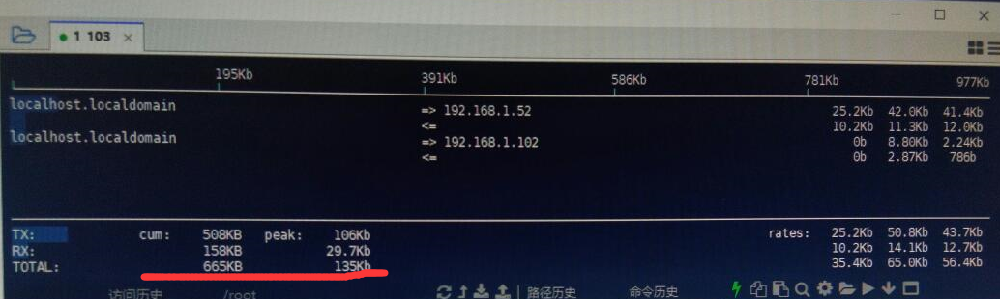 1 103 ×
195Kb 391Kb 586Kb 781Kb 977Kb
localhost.localdomain => 192.168.1.52 25.2Kb 42.0Kb 41.4Kb
<= 10.2Kb 11.3Kb 12.0Kb
localhost.localdomain => 192.168.1.102 0b 8.80Kb 2.24Kb
<= 0b 2.87Kb 786b
TX: cum: 508KB peak: 106Kb rates: 25.2Kb 50.8Kb 43.7Kb
RX: 158KB 29.7Kb 10.2Kb 14.1Kb 12.7Kb
TOTAL: 665KB 135Kb 35.4Kb 65.0Kb 56.4Kb
访问历史 /root 路径历史 命令历史